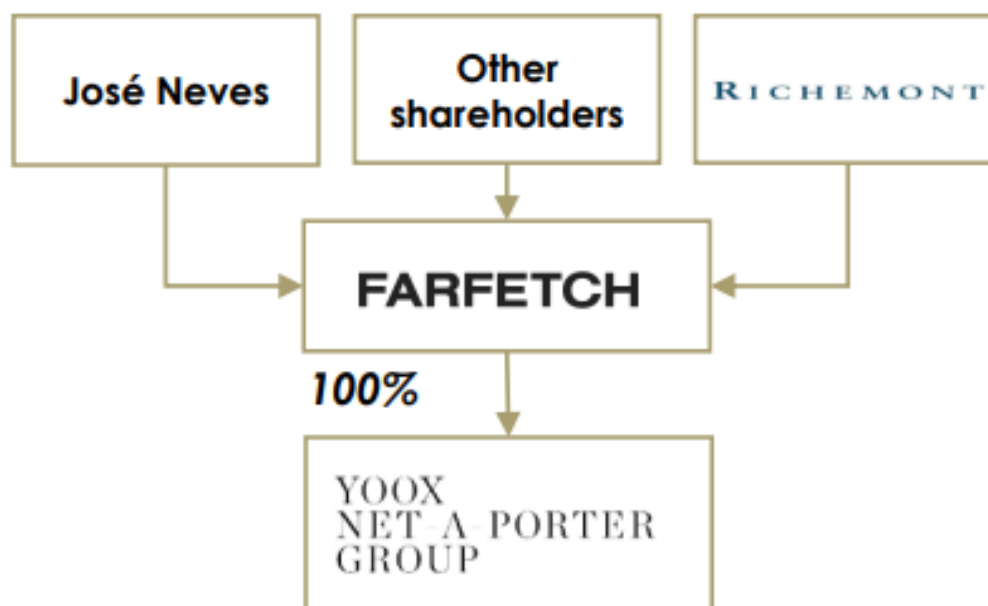 José Neves
Other
shareholders
RICHEMONT
FARFETCH
100%
YOOX
NET-A-PORTER
GROUP